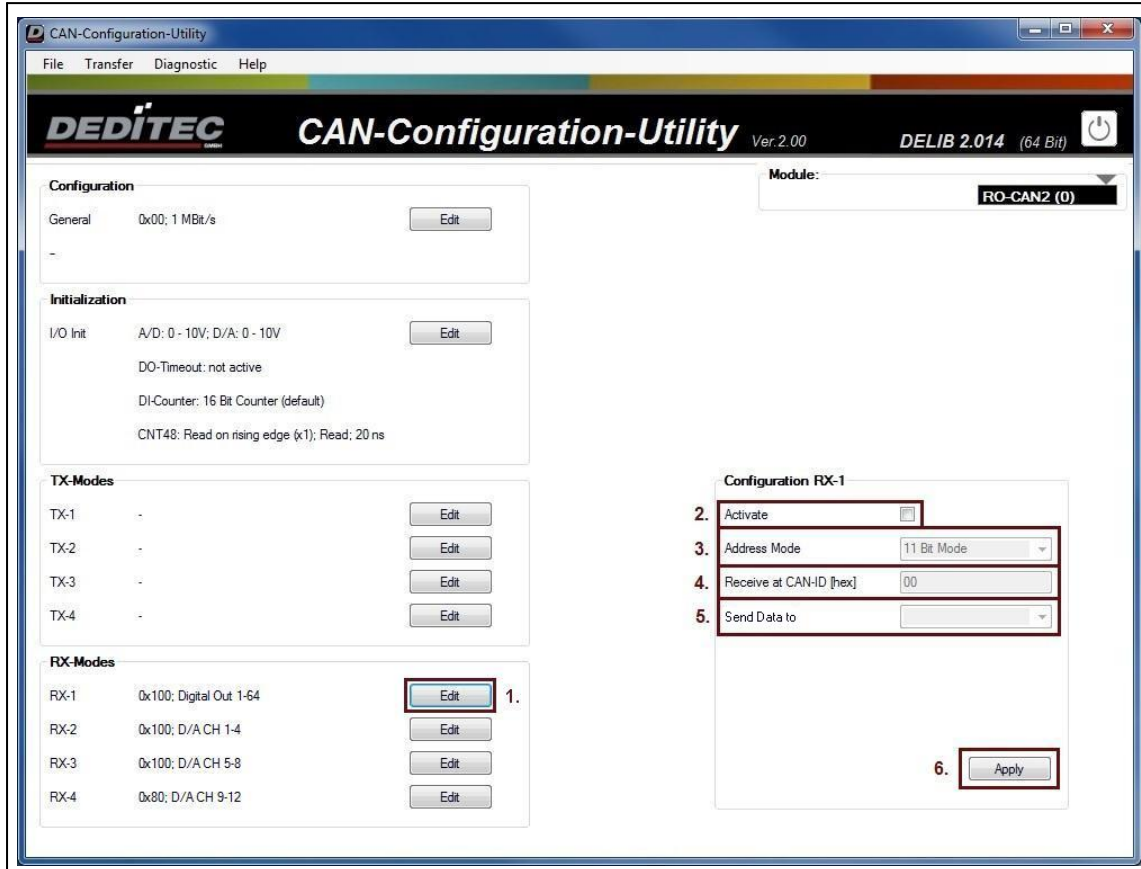 CAN-Configuration-Utility
File Transfer Diagnostic Help
DEDITEC GMBH CAN-Configuration-Utility Ver.2.00 DELIB 2.014 (64 Bit)
Module:
RO-CAN2 (0)
Configuration
General 0x00; 1 MBit/s Edit
-
Initialization
I/O Init A/D: 0 - 10V; D/A: 0 - 10V Edit
DO-Timeout: not active
DI-Counter: 16 Bit Counter (default)
CNT48: Read on rising edge (x1); Read; 20 ns
TX-Modes
TX-1 - Edit
TX-2 - Edit
TX-3 - Edit
TX-4 - Edit
RX-Modes
RX-1 0x100; Digital Out 1-64 Edit 1.
RX-2 0x100; D/A CH 1-4 Edit
RX-3 0x100; D/A CH 5-8 Edit
RX-4 0x80; D/A CH 9-12 Edit
Configuration RX-1
2. Activate
3. Address Mode 11 Bit Mode
4. Receive at CAN-ID [hex] 00
5. Send Data to
6. Apply